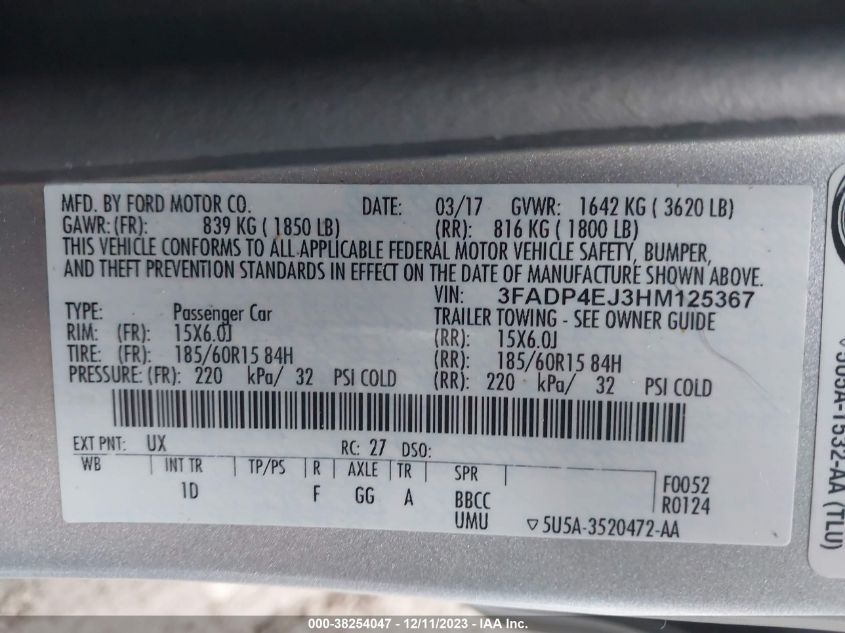 MFD. BY FORD MOTOR CO. DATE: 03/17 GVWR: 1642 KG ( 3620 LB)
GAWR: (FR): 839 KG ( 1850 LB) (RR): 816 KG ( 1800 LB)
THIS VEHICLE CONFORMS TO ALL APPLICABLE FEDERAL MOTOR VEHICLE SAFETY, BUMPER,
AND THEFT PREVENTION STANDARDS IN EFFECT ON THE DATE OF MANUFACTURE SHOWN ABOVE.
VIN: 3FADP4EJ3HM125367
TYPE: Passenger Car TRAILER TOWING - SEE OWNER GUIDE
RIM: (FR): 15X6.0J (RR): 15X6.0J
TIRE: (FR): 185/60R15 84H (RR): 185/60R15 84H
PRESSURE: (FR): 220 kPa/ 32 PSI COLD (RR): 220 kPa/ 32 PSI COLD
EXT PNT: UX RC: 27 DSO:
WB INT TR TP/PS R AXLE TR SPR
1D F GG A BBCC F0052
UMU R0124
▽5U5A-3520472-AA
(TLU)
000-38254047 - 12/11/2023 - IAA Inc.